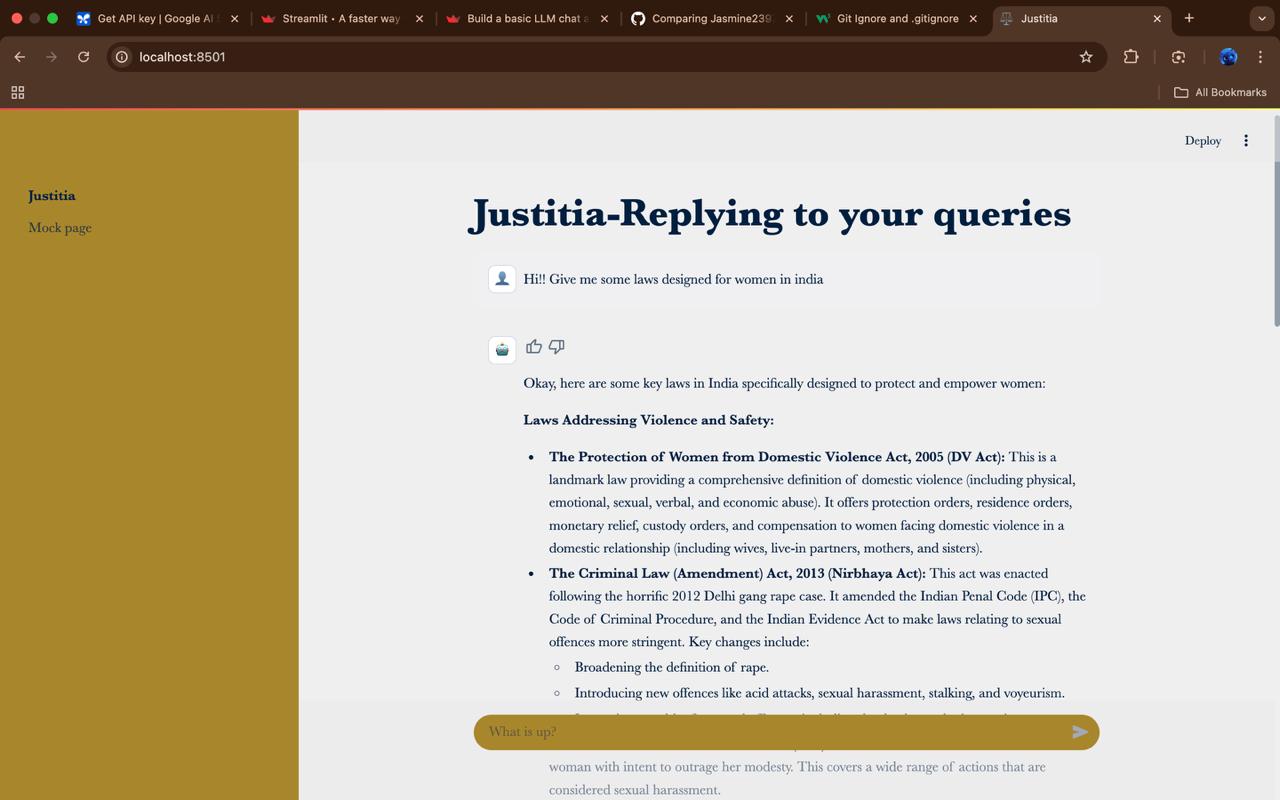 Get API key | Google AI S
Streamlit • A faster way
Build a basic LLM chat a
Comparing Jasmine239
Git Ignore and .gitignore
Justitia
localhost:8501
All Bookmarks
Deploy
Justitia
Mock page
Justitia-Replying to your queries
Hi!! Give me some laws designed for women in india
Okay, here are some key laws in India specifically designed to protect and empower women:
Laws Addressing Violence and Safety:
• The Protection of Women from Domestic Violence Act, 2005 (DV Act): This is a
landmark law providing a comprehensive definition of domestic violence (including physical,
emotional, sexual, verbal, and economic abuse). It offers protection orders, residence orders,
monetary relief, custody orders, and compensation to women facing domestic violence in a
domestic relationship (including wives, live-in partners, mothers, and sisters).
• The Criminal Law (Amendment) Act, 2013 (Nirbhaya Act): This act was enacted
following the horrific 2012 Delhi gang rape case. It amended the Indian Penal Code (IPC), the
Code of Criminal Procedure, and the Indian Evidence Act to make laws relating to sexual
offences more stringent. Key changes include:
◦ Broadening the definition of rape.
◦ Introducing new offences like acid attacks, sexual harassment, stalking, and voyeurism.
What is up?
woman with intent to outrage her modesty. This covers a wide range of actions that are
considered sexual harassment.